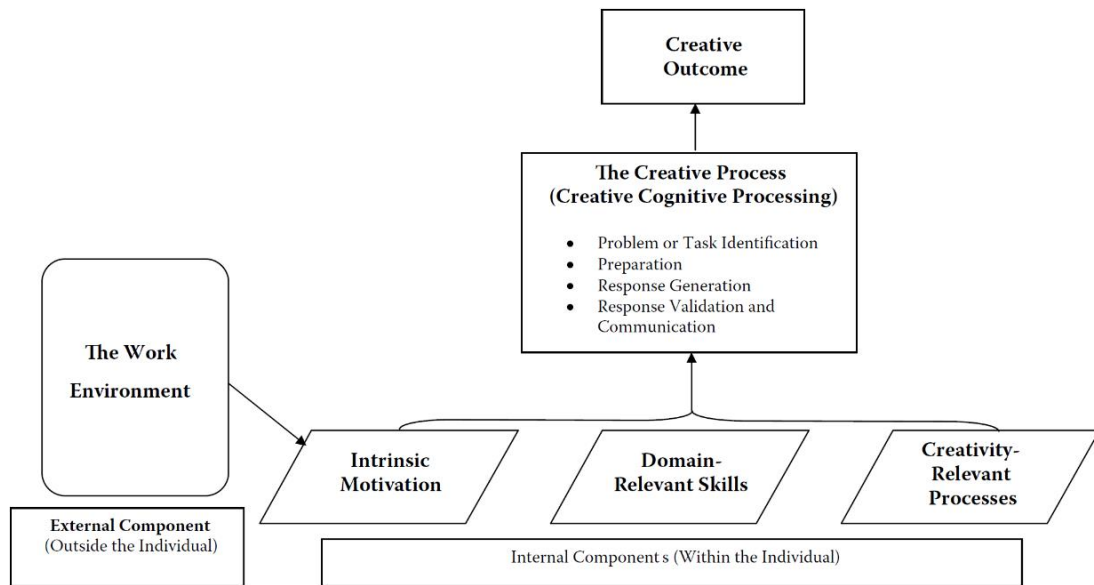 Creative
Outcome
The Creative Process
(Creative Cognitive Processing)
• Problem or Task Identification
• Preparation
• Response Generation
• Response Validation and
Communication
The Work
Environment
Intrinsic
Motivation
Domain-
Relevant Skills
Creativity-
Relevant
Processes
External Component
(Outside the Individual)
Internal Components (Within the Individual)